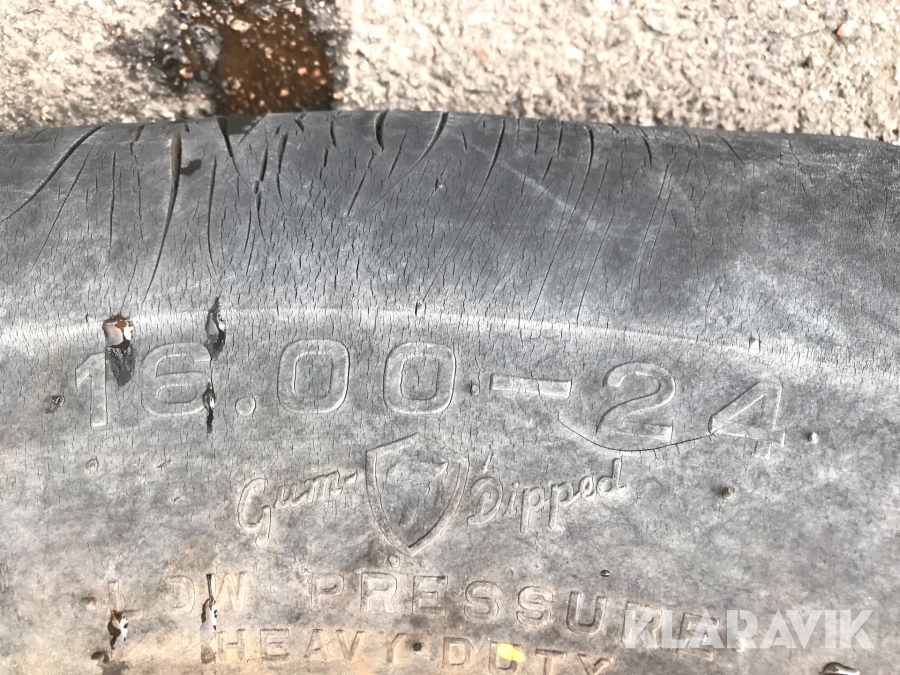 16.00-24
Gum-Dipped
LOW PRESSURE
HEAVY·DUTY
KLARAVIK